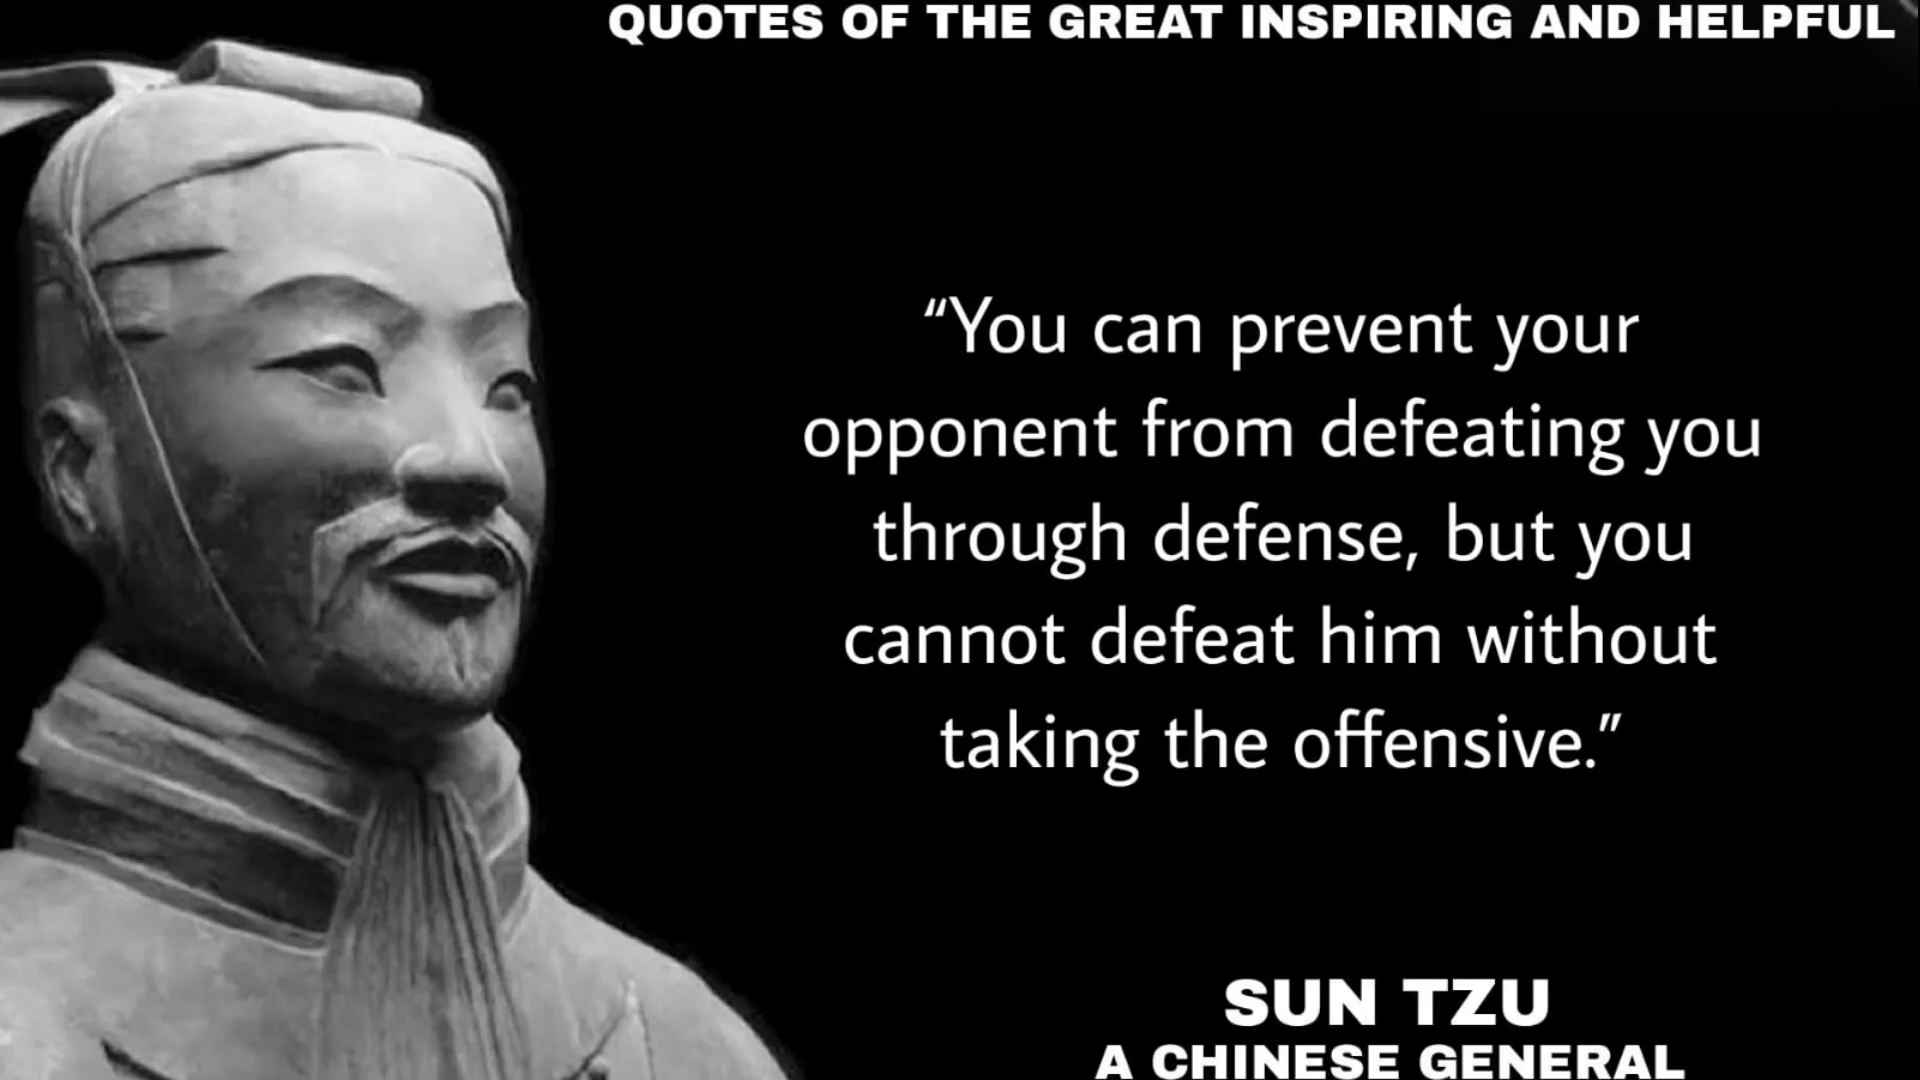 QUOTES OF THE GREAT INSPIRING AND HELPFUL
“You can prevent your
opponent from defeating you
through defense, but you
cannot defeat him without
taking the offensive.”
SUN TZU
A CHINESE GENERAL